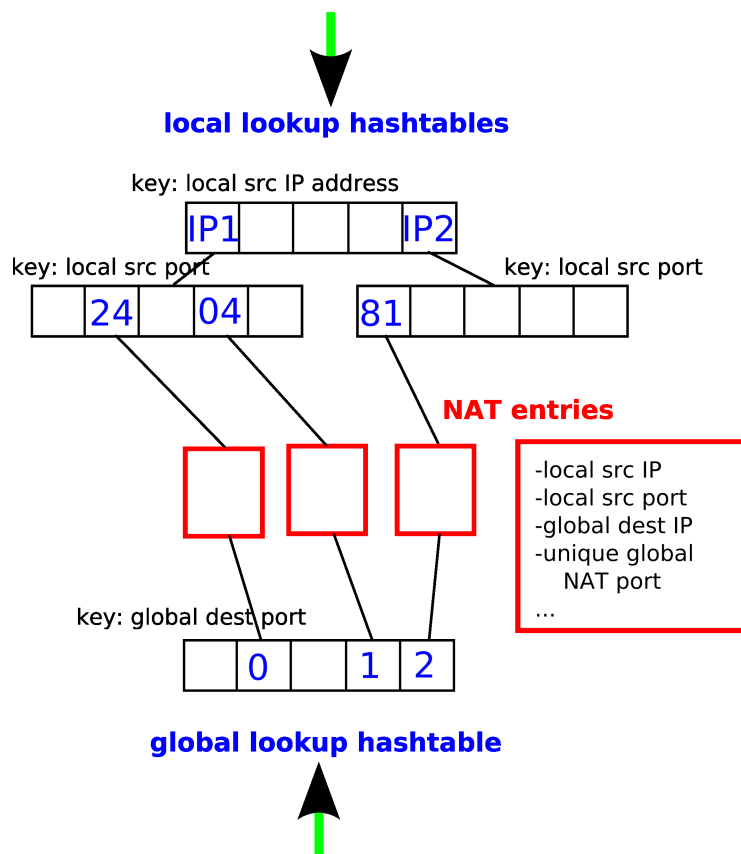 local lookup hashtables
key: local src IP address
IP1 IP2
key: local src port key: local src port
24 04 81
NAT entries
-local src IP
-local src port
-global dest IP
-unique global
NAT port
...
key: global dest port
0 1 2
global lookup hashtable